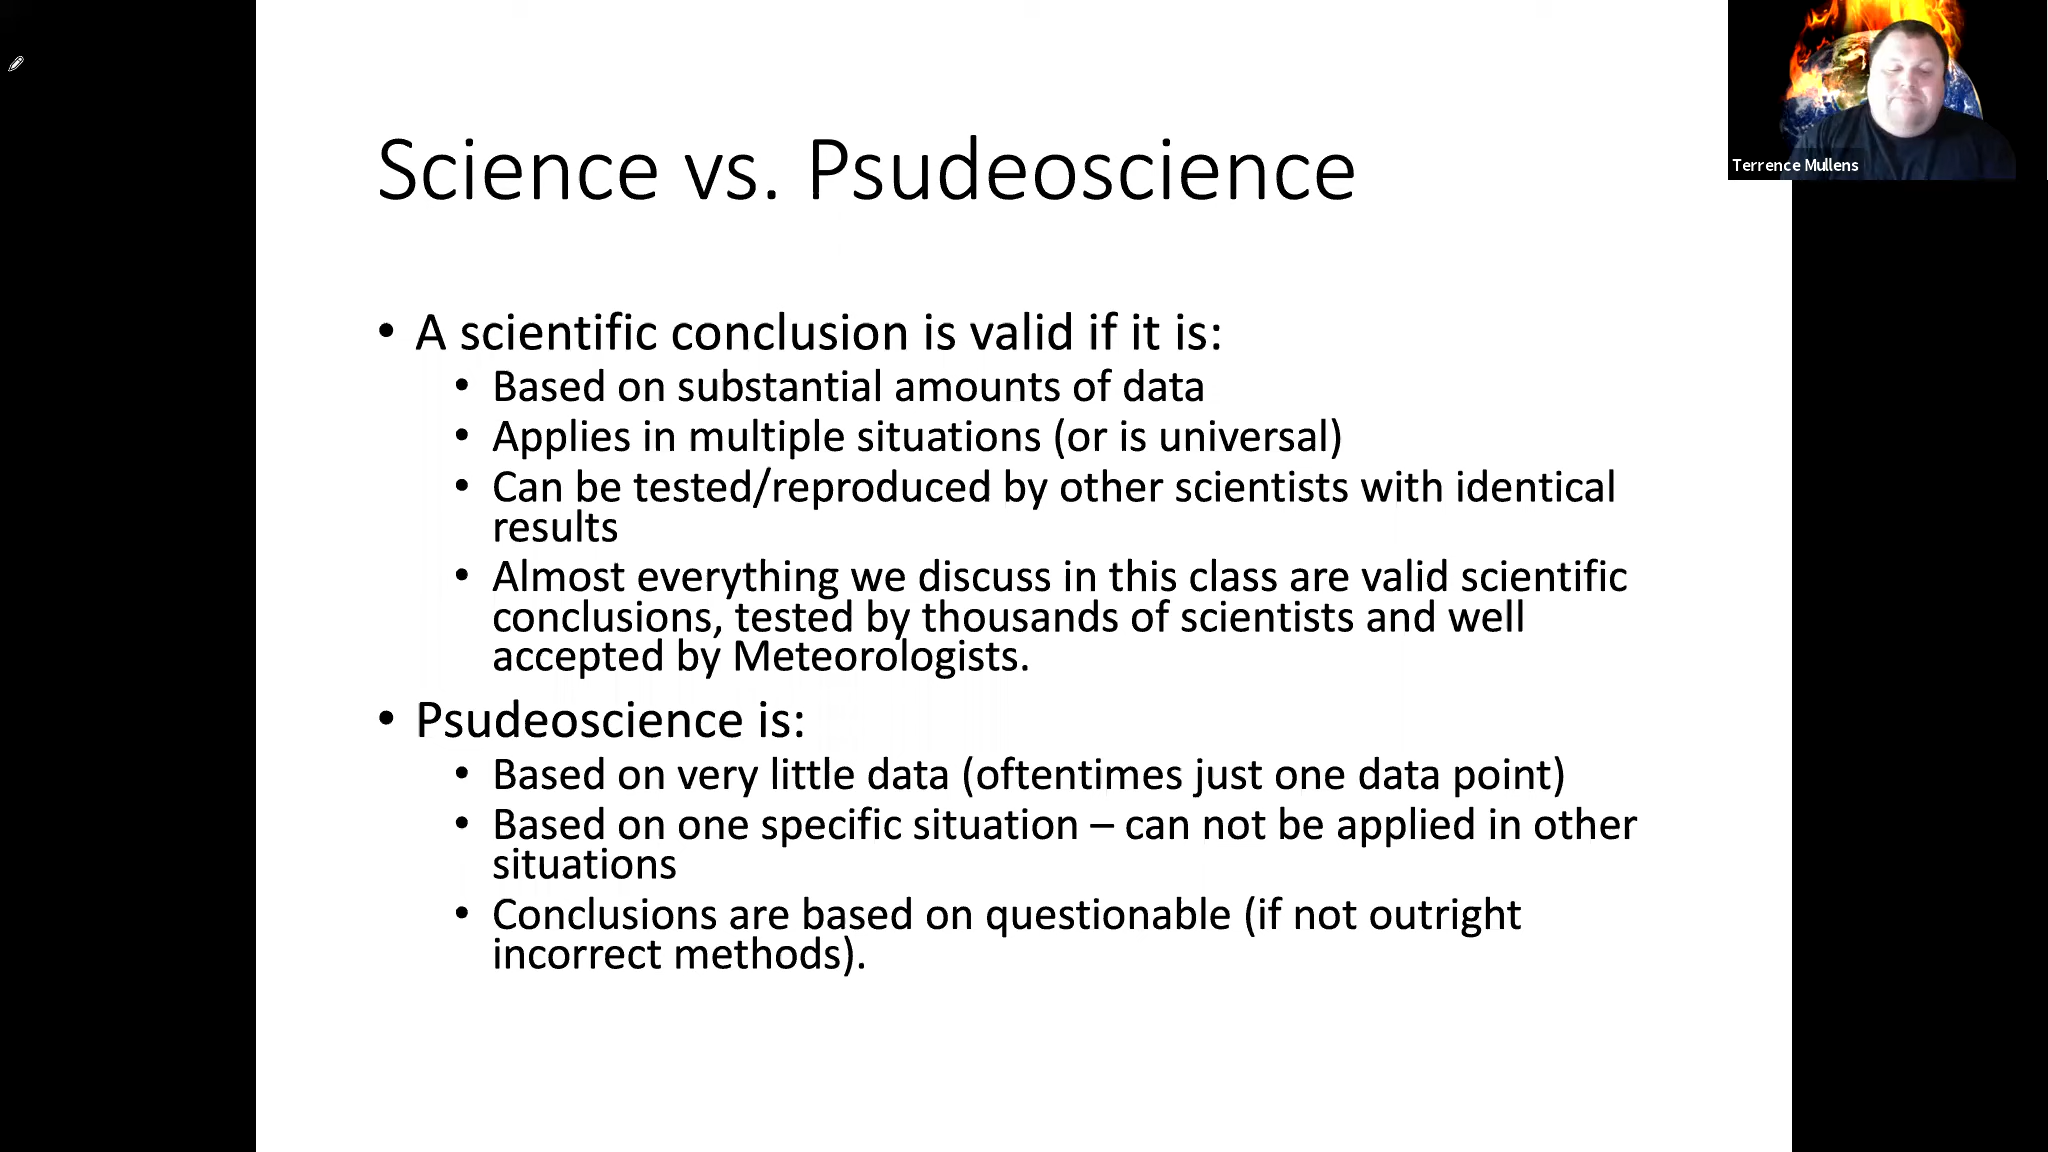 Science vs. Psudeoscience
Terrence Mullens
• A scientific conclusion is valid if it is:
• Based on substantial amounts of data
• Applies in multiple situations (or is universal)
• Can be tested/reproduced by other scientists with identical
results
• Almost everything we discuss in this class are valid scientific
conclusions, tested by thousands of scientists and well
accepted by Meteorologists.
• Psudeoscience is:
• Based on very little data (oftentimes just one data point)
• Based on one specific situation – can not be applied in other
situations
• Conclusions are based on questionable (if not outright
incorrect methods).